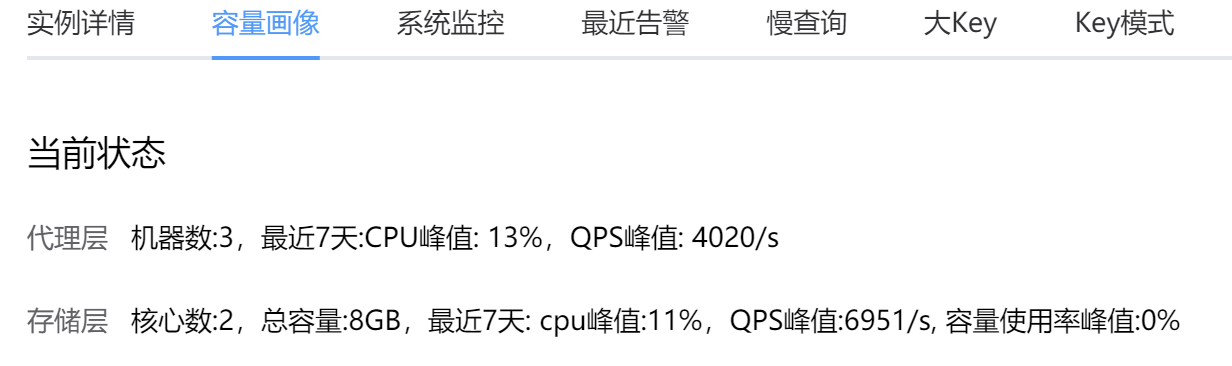 实例详情 容量画像 系统监控 最近告警 慢查询 大Key Key模式
当前状态
代理层 机器数:3，最近7天:CPU峰值: 13%，QPS峰值: 4020/s
存储层 核心数:2，总容量:8GB，最近7天: cpu峰值:11%，QPS峰值:6951/s, 容量使用率峰值:0%